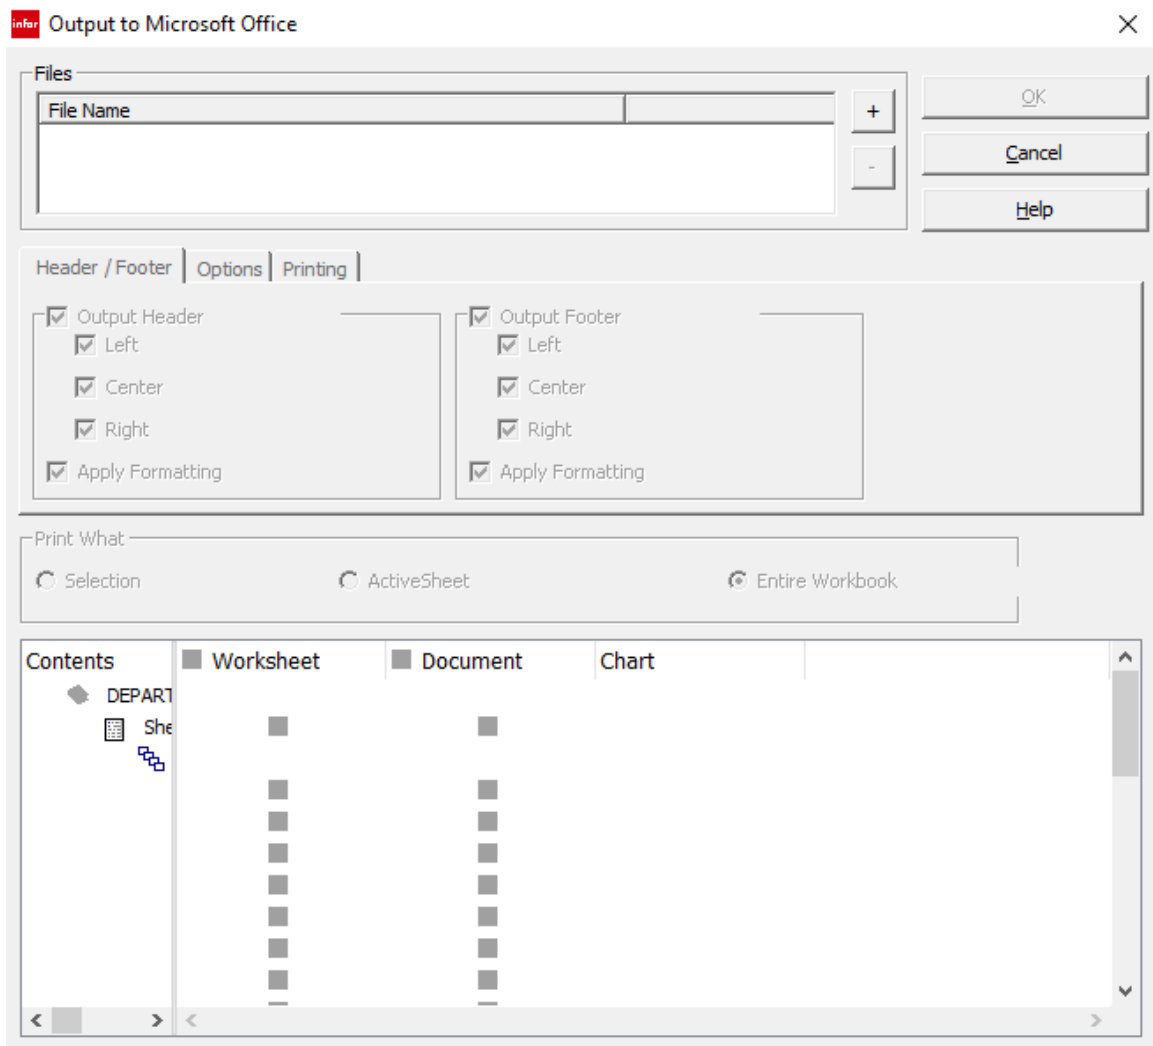 infor Output to Microsoft Office
Files
File Name
+
-
OK
Cancel
Help
Header / Footer Options Printing
Output Header Output Footer
Left Left
Center Center
Right Right
Apply Formatting Apply Formatting
Print What
Selection ActiveSheet Entire Workbook
Contents Worksheet Document Chart
DEPART
She